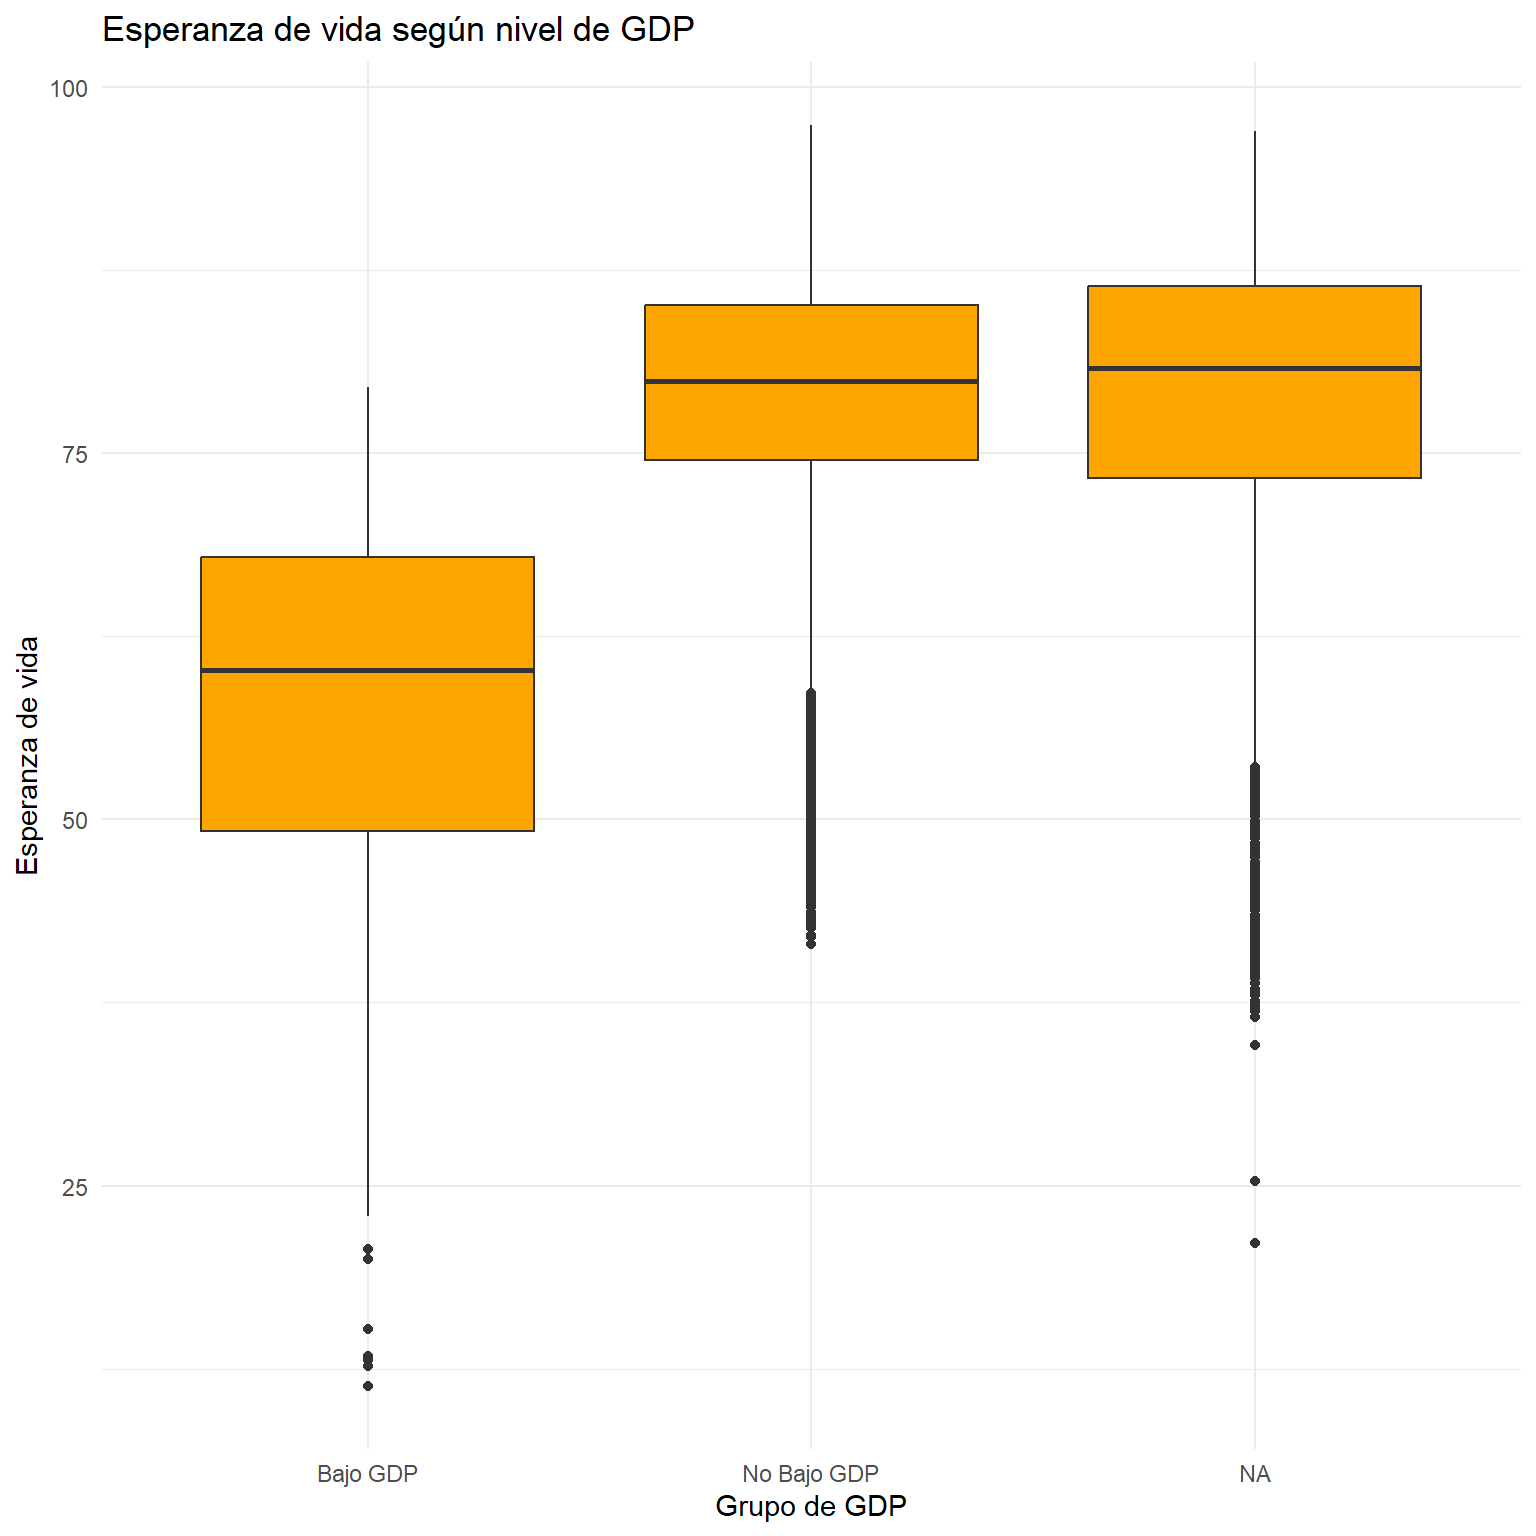 Esperanza de vida según nivel de GDP
Esperanza de vida
100
75
50
25
Bajo GDP
No Bajo GDP
NA
Grupo de GDP